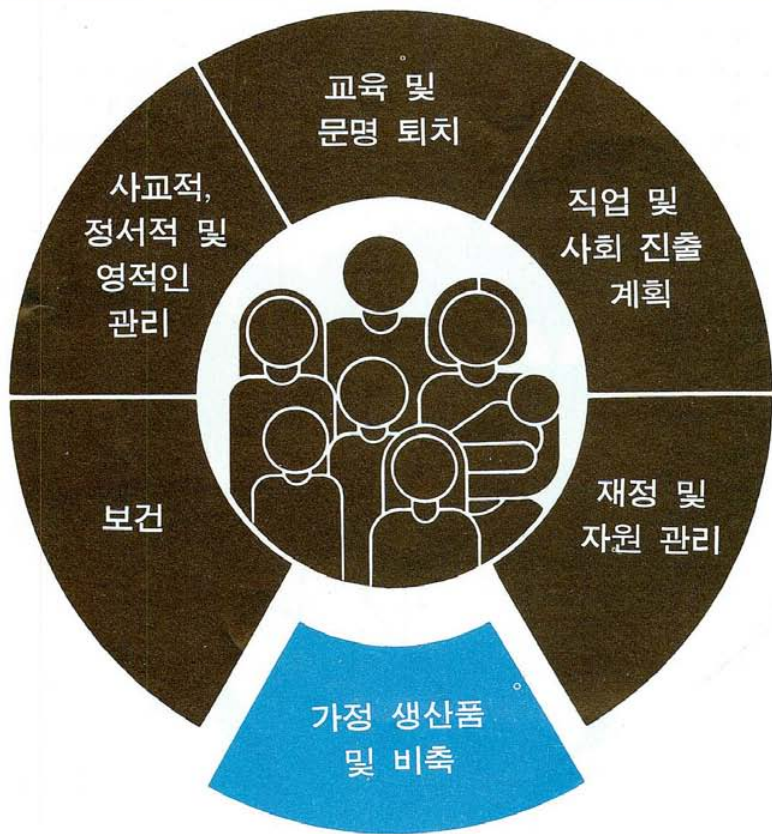 교육 및
문명 퇴치
직업 및
사회 진출
계획
재정 및
자원 관리
가정 생산품
및 비축
보건
사교적,
정서적 및
영적인
관리